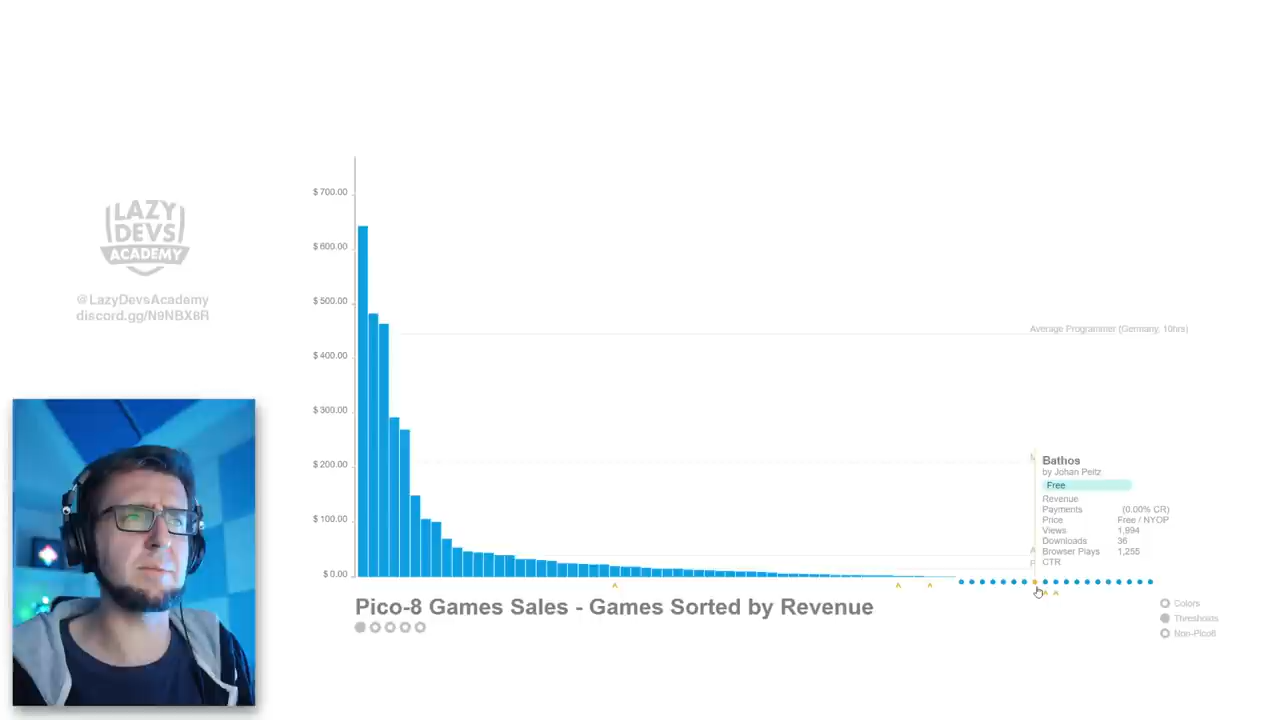 LAZY
DEVS
ACADEMY
@LazyDevsAcademy
discord.gg/N9NBX8R
$ 700.00
$ 600.00
$ 500.00
$ 400.00
$ 300.00
$ 200.00
$ 100.00
$ 0.00
Average Programmer (Germany, 10hrs)
Bathos
by Johan Peitz
Free
Revenue
Payments (0.00% CR)
Price Free / NYOP
Views 1,994
Downloads 36
Browser Plays 1,255
CTR
Pico-8 Games Sales - Games Sorted by Revenue
Colors
Thresholds
Non-Pico8